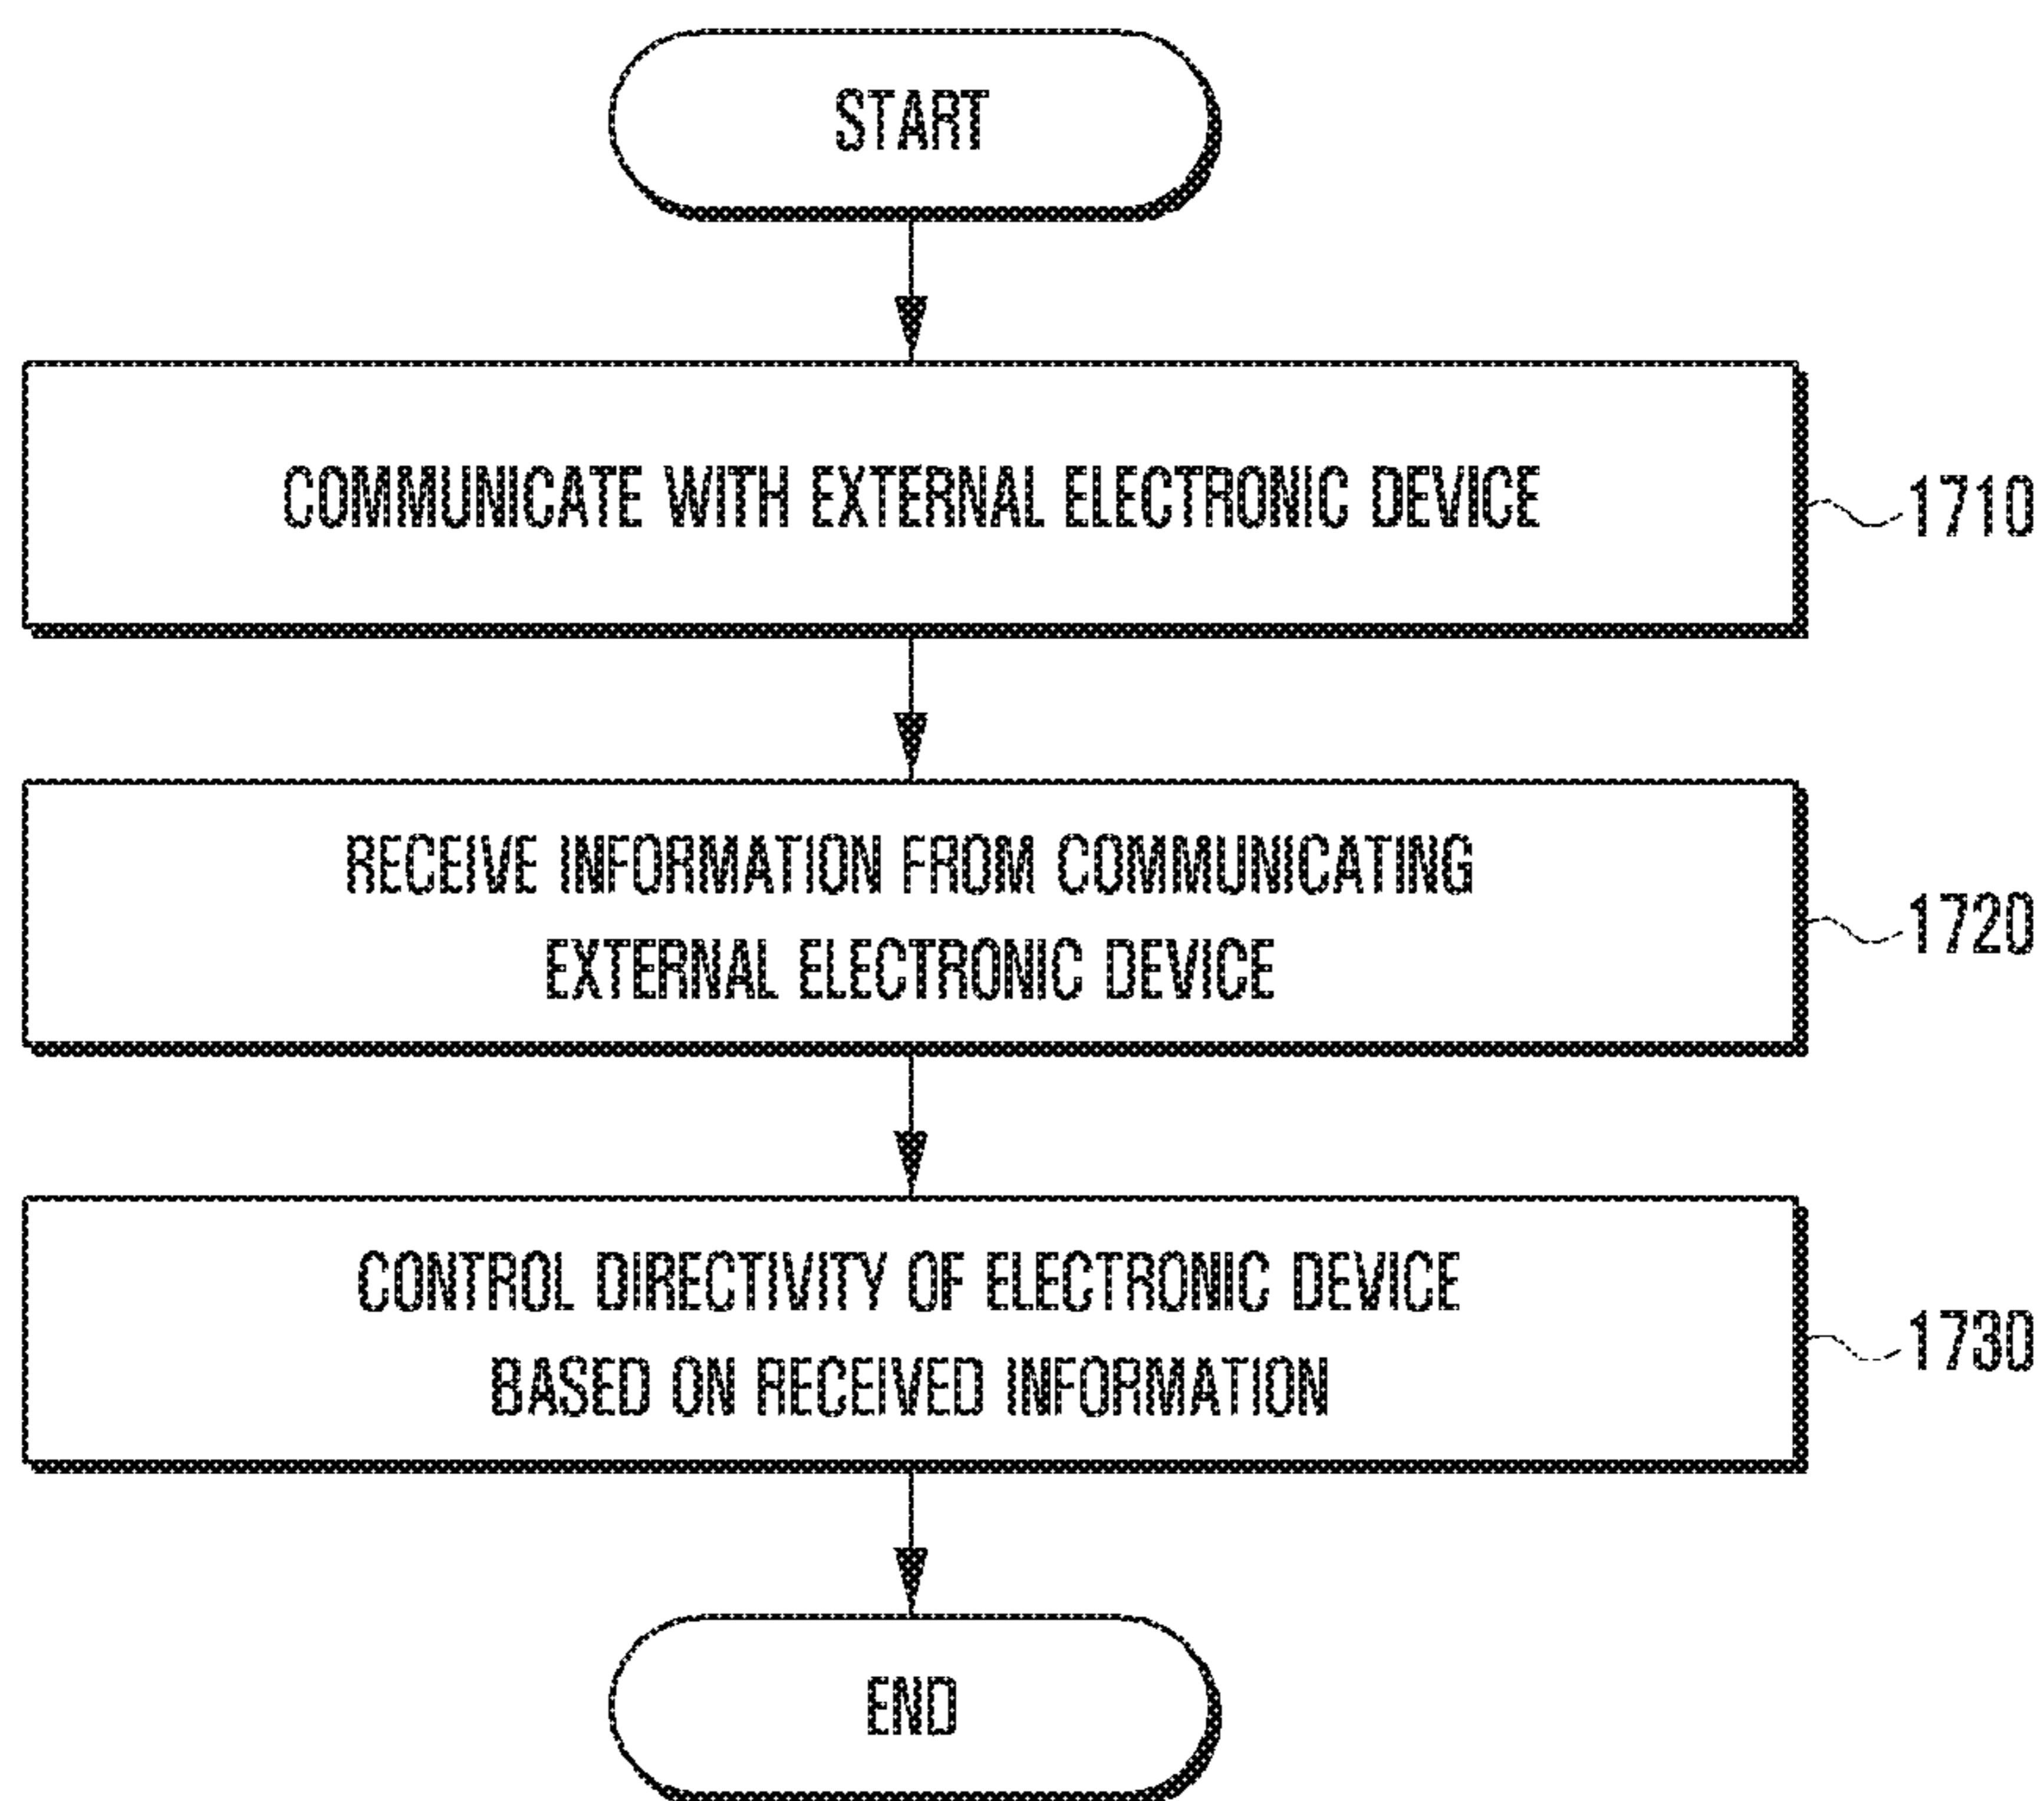 START
COMMUNICATE WITH EXTERNAL ELECTRONIC DEVICE
1710
RECEIVE INFORMATION FROM COMMUNICATING
EXTERNAL ELECTRONIC DEVICE
1720
CONTROL DIRECTIVITY OF ELECTRONIC DEVICE
BASED ON RECEIVED INFORMATION
1730
END